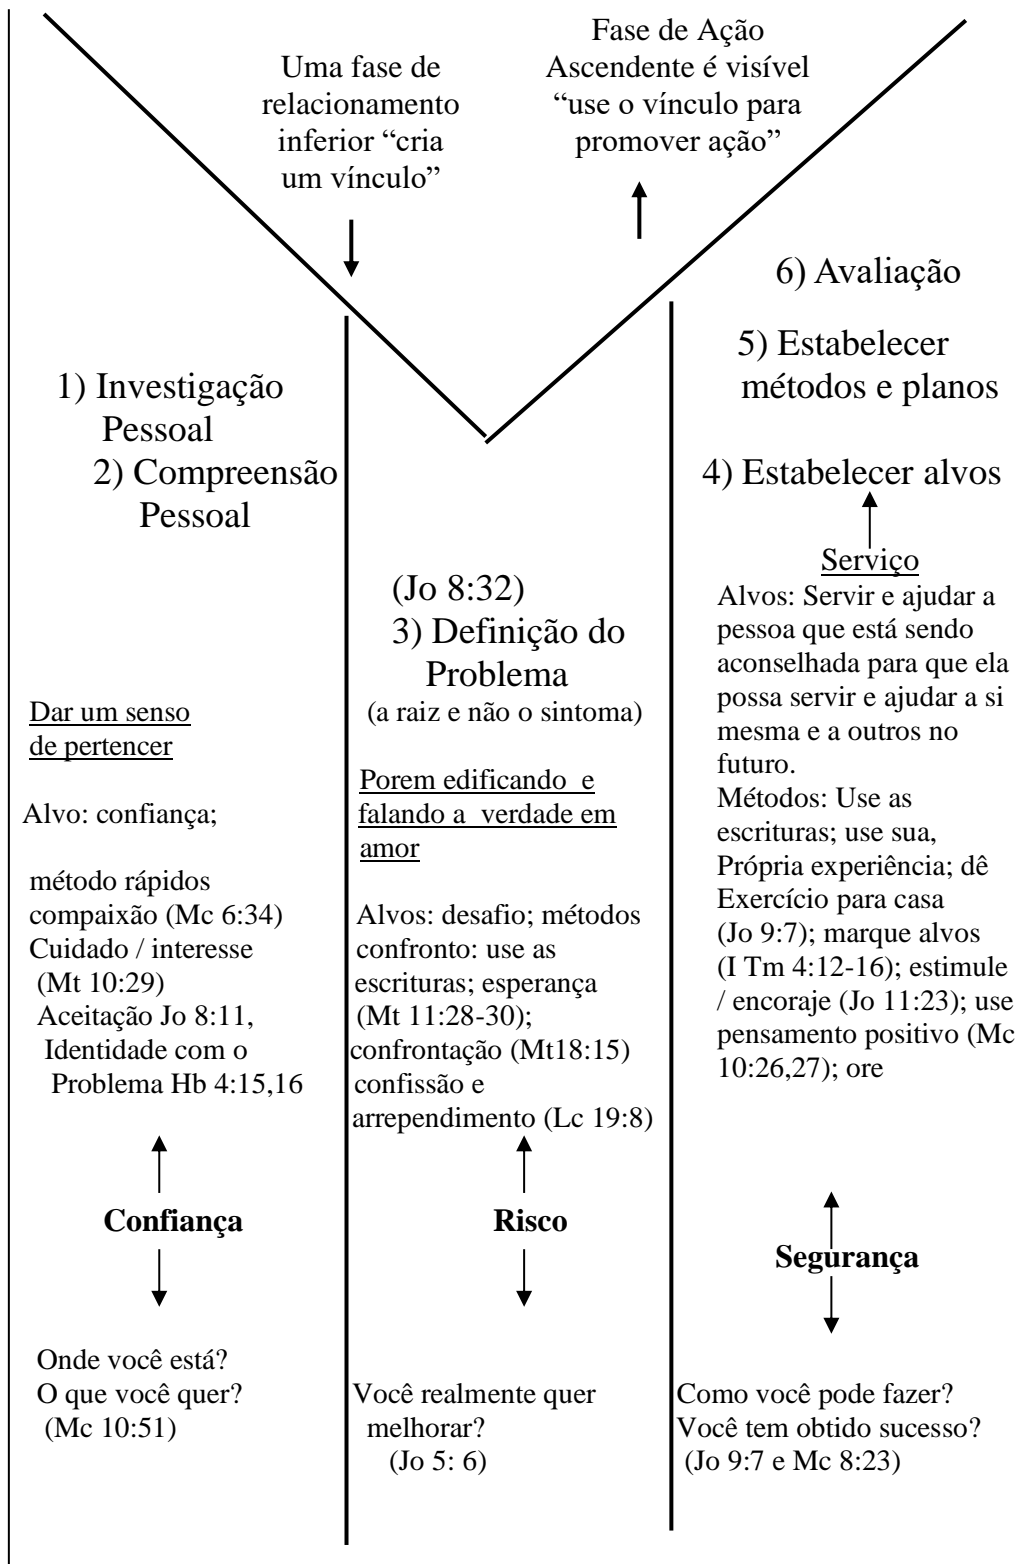 Uma fase de
relacionamento
inferior “cria
um vínculo”
Fase de Ação
Ascendente é visível
“use o vínculo para
promover ação”
1) Investigação
Pessoal
2) Compreensão
Pessoal
Dar um senso
de pertencer
Alvo: confiança;
método rápidos
compaixão (Mc 6:34)
Cuidado / interesse
(Mt 10:29)
Aceitação Jo 8:11,
Identidade com o
Problema Hb 4:15,16
Confiança
Onde você está?
O que você quer?
(Mc 10:51)
(Jo 8:32)
3) Definição do
Problema
(a raiz e não o sintoma)
Porem edificando e
falando a verdade em
amor
Alvos: desafio; métodos
confronto: use as
escrituras; esperança
(Mt 11:28-30);
confrontação (Mt18:15)
confissão e
arrependimento (Lc 19:8)
Risco
Você realmente quer
melhorar?
(Jo 5: 6)
6) Avaliação
5) Estabelecer
métodos e planos
4) Estabelecer alvos
Serviço
Alvos: Servir e ajudar a
pessoa que está sendo
aconselhada para que ela
possa servir e ajudar a si
mesma e a outros no
futuro.
Métodos: Use as
escrituras; use sua,
Própria experiência; dê
Exercício para casa
(Jo 9:7); marque alvos
(I Tm 4:12-16); estimule
/ encoraje (Jo 11:23); use
pensamento positivo (Mc
10:26,27); ore
Segurança
Como você pode fazer?
Você tem obtido sucesso?
(Jo 9:7 e Mc 8:23)